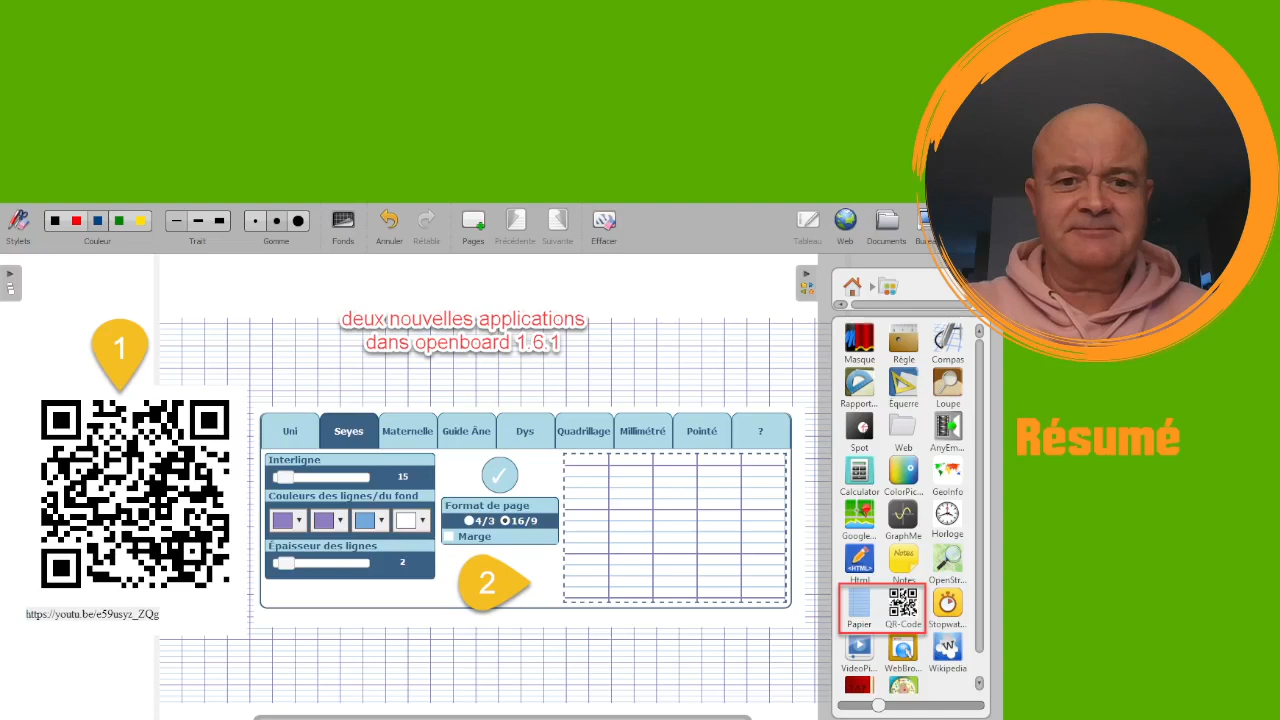 Stylets
Couleur
Trait
Gomme
Fonds
Annuler
Rétablir
Pages
Précédente
Suivante
Effacer
Tableau
Web
Documents
deux nouvelles applications
dans openboard 1.6.1
1
https://youtu.be/e59usyz_ZQg
Uni
Seyes
Maternelle
Guide Âne
Dys
Quadrillage
Millimétré
Pointé
?
Interligne
15
Couleurs des lignes/du fond
Épaisseur des lignes
2
Format de page
4/3 16/9
Marge
2
Masque
Règle
Compas
Rapport...
Équerre
Loupe
Spot
Web
AnyEm...
Calculator
ColorPic...
GeoInfo
Google...
GraphMe
Horloge
<HTML>
Html
Notes
Notes
OpenStr...
Papier
QR-Code
Stopwat...
VideoPi...
WebBro...
W
Wikipedia
Résumé